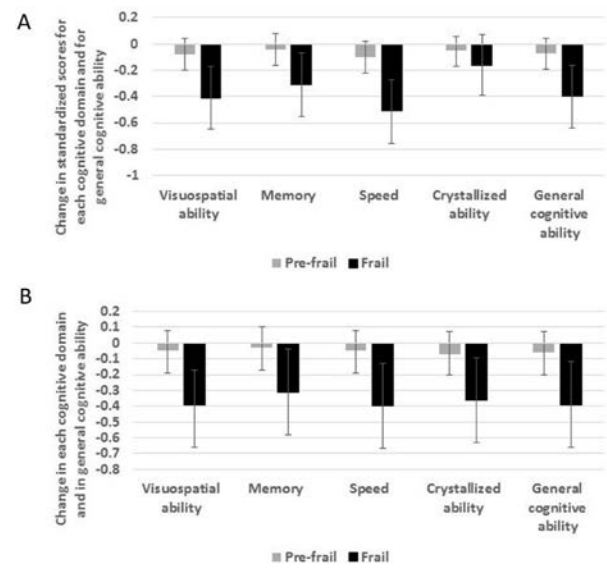 A
Change in standardized scores for
each cognitive domain and for
general cognitive ability
0.2
0
-0.2
-0.4
-0.6
-0.8
-1
Visuospatial
ability
Memory
Speed
Crystallized
ability
General
cognitive
ability
Pre-frail
Frail
B
Change in each cognitive domain
and in general cognitive ability
0.2
0.1
0
-0.1
-0.2
-0.3
-0.4
-0.5
-0.6
-0.7
-0.8
Visuospatial
ability
Memory
Speed
Crystallized
ability
General
cognitive
ability
Pre-frail
Frail